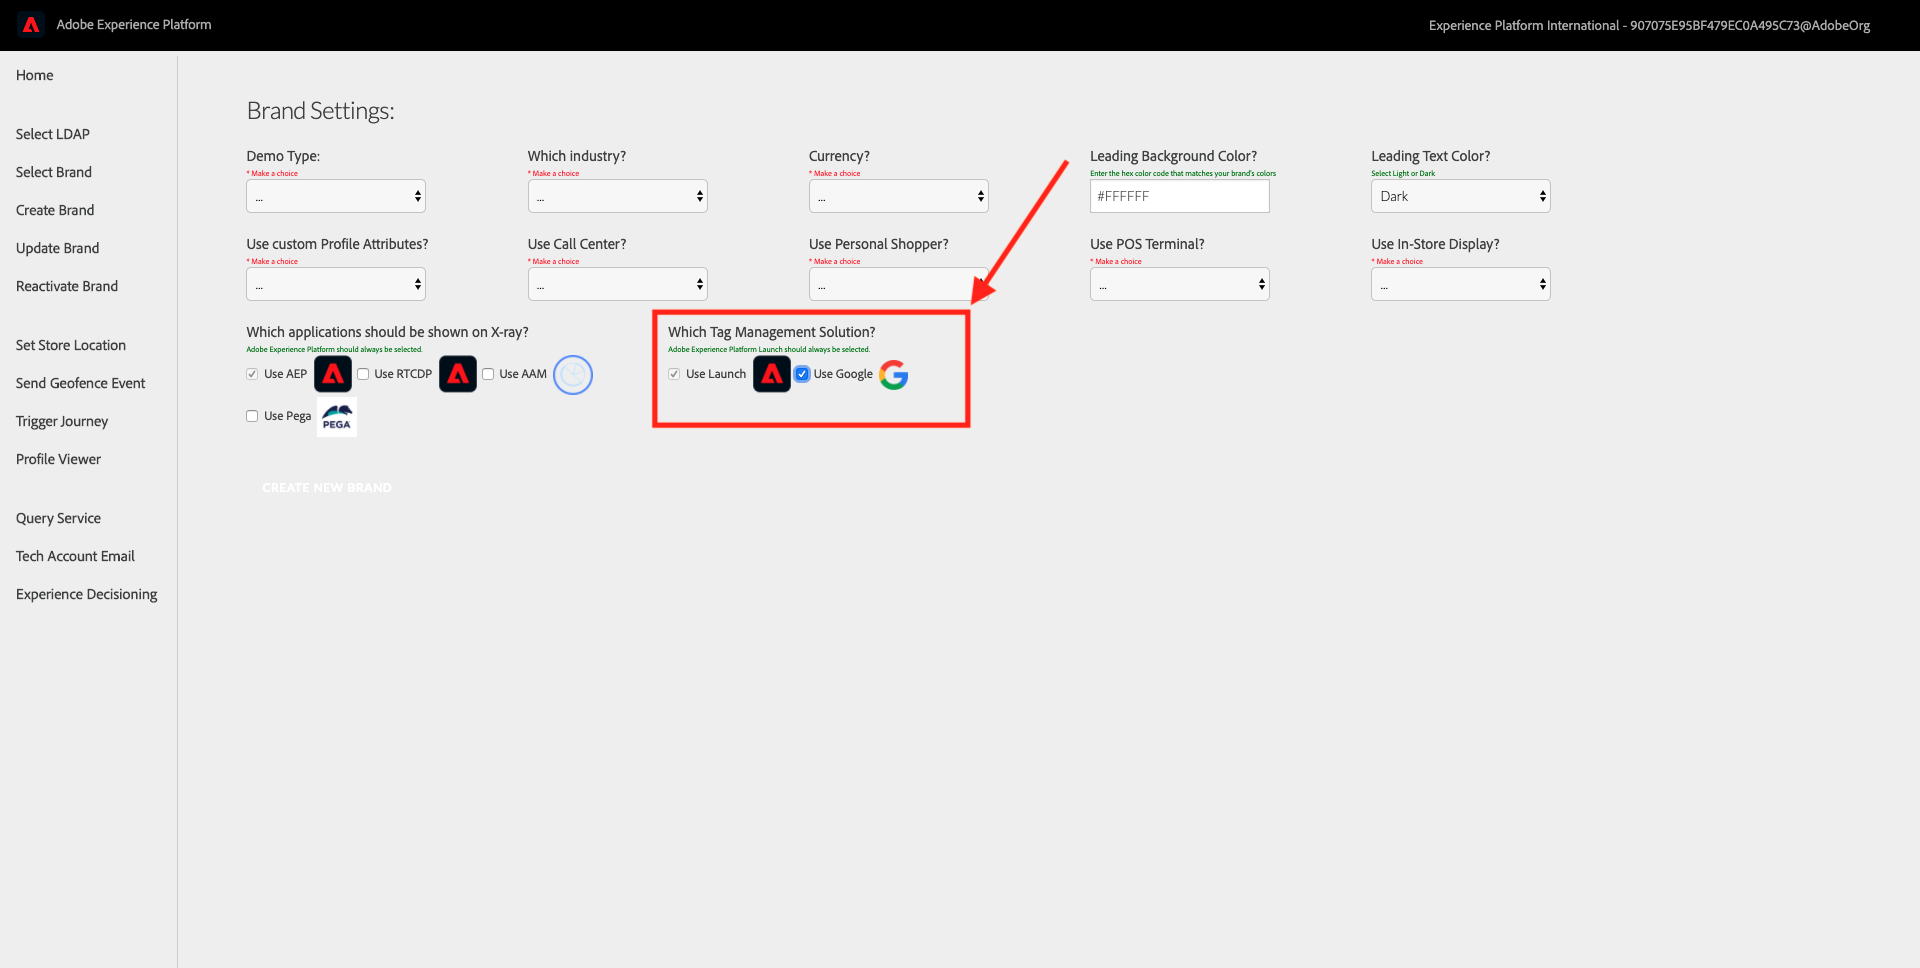 Adobe Experience Platform
Experience Platform International - 907075E95BF479EC0A495C73@AdobeOrg
Home
Select LDAP
Select Brand
Create Brand
Update Brand
Reactivate Brand
Set Store Location
Send Geofence Event
Trigger Journey
Profile Viewer
Query Service
Tech Account Email
Experience Decisioning
Brand Settings:
Demo Type:
* Make a choice
...
Which industry?
* Make a choice
...
Currency?
* Make a choice
...
Leading Background Color?
Enter the hex color code that matches your brand's colors
#FFFFFF
Leading Text Color?
Select Light or Dark
Dark
Use custom Profile Attributes?
* Make a choice
...
Use Call Center?
* Make a choice
...
Use Personal Shopper?
* Make a choice
...
Use POS Terminal?
* Make a choice
...
Use In-Store Display?
* Make a choice
...
Which applications should be shown on X-ray?
Adobe Experience Platform should always be selected.
Use AEP
Use RTCDP
Use AAM
Use Pega
PEGA
Which Tag Management Solution?
Adobe Experience Platform Launch should always be selected.
Use Launch
Use Google
CREATE NEW BRAND